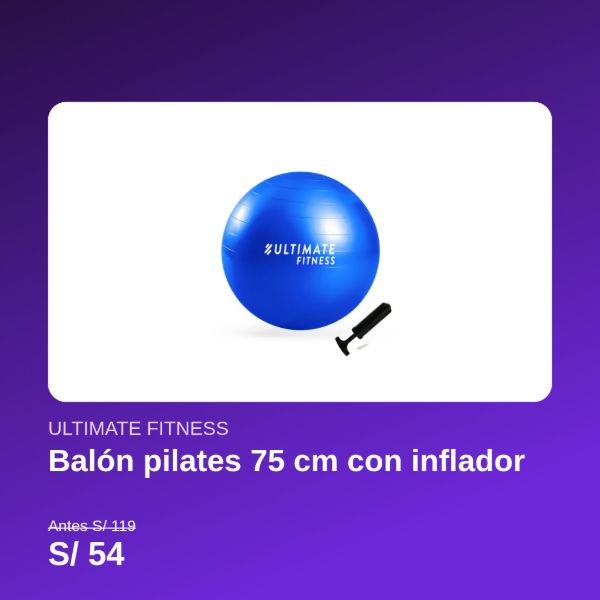 ULTIMATE
FITNESS
ULTIMATE FITNESS
Balón pilates 75 cm con inflador
Antes S/ 119
S/ 54